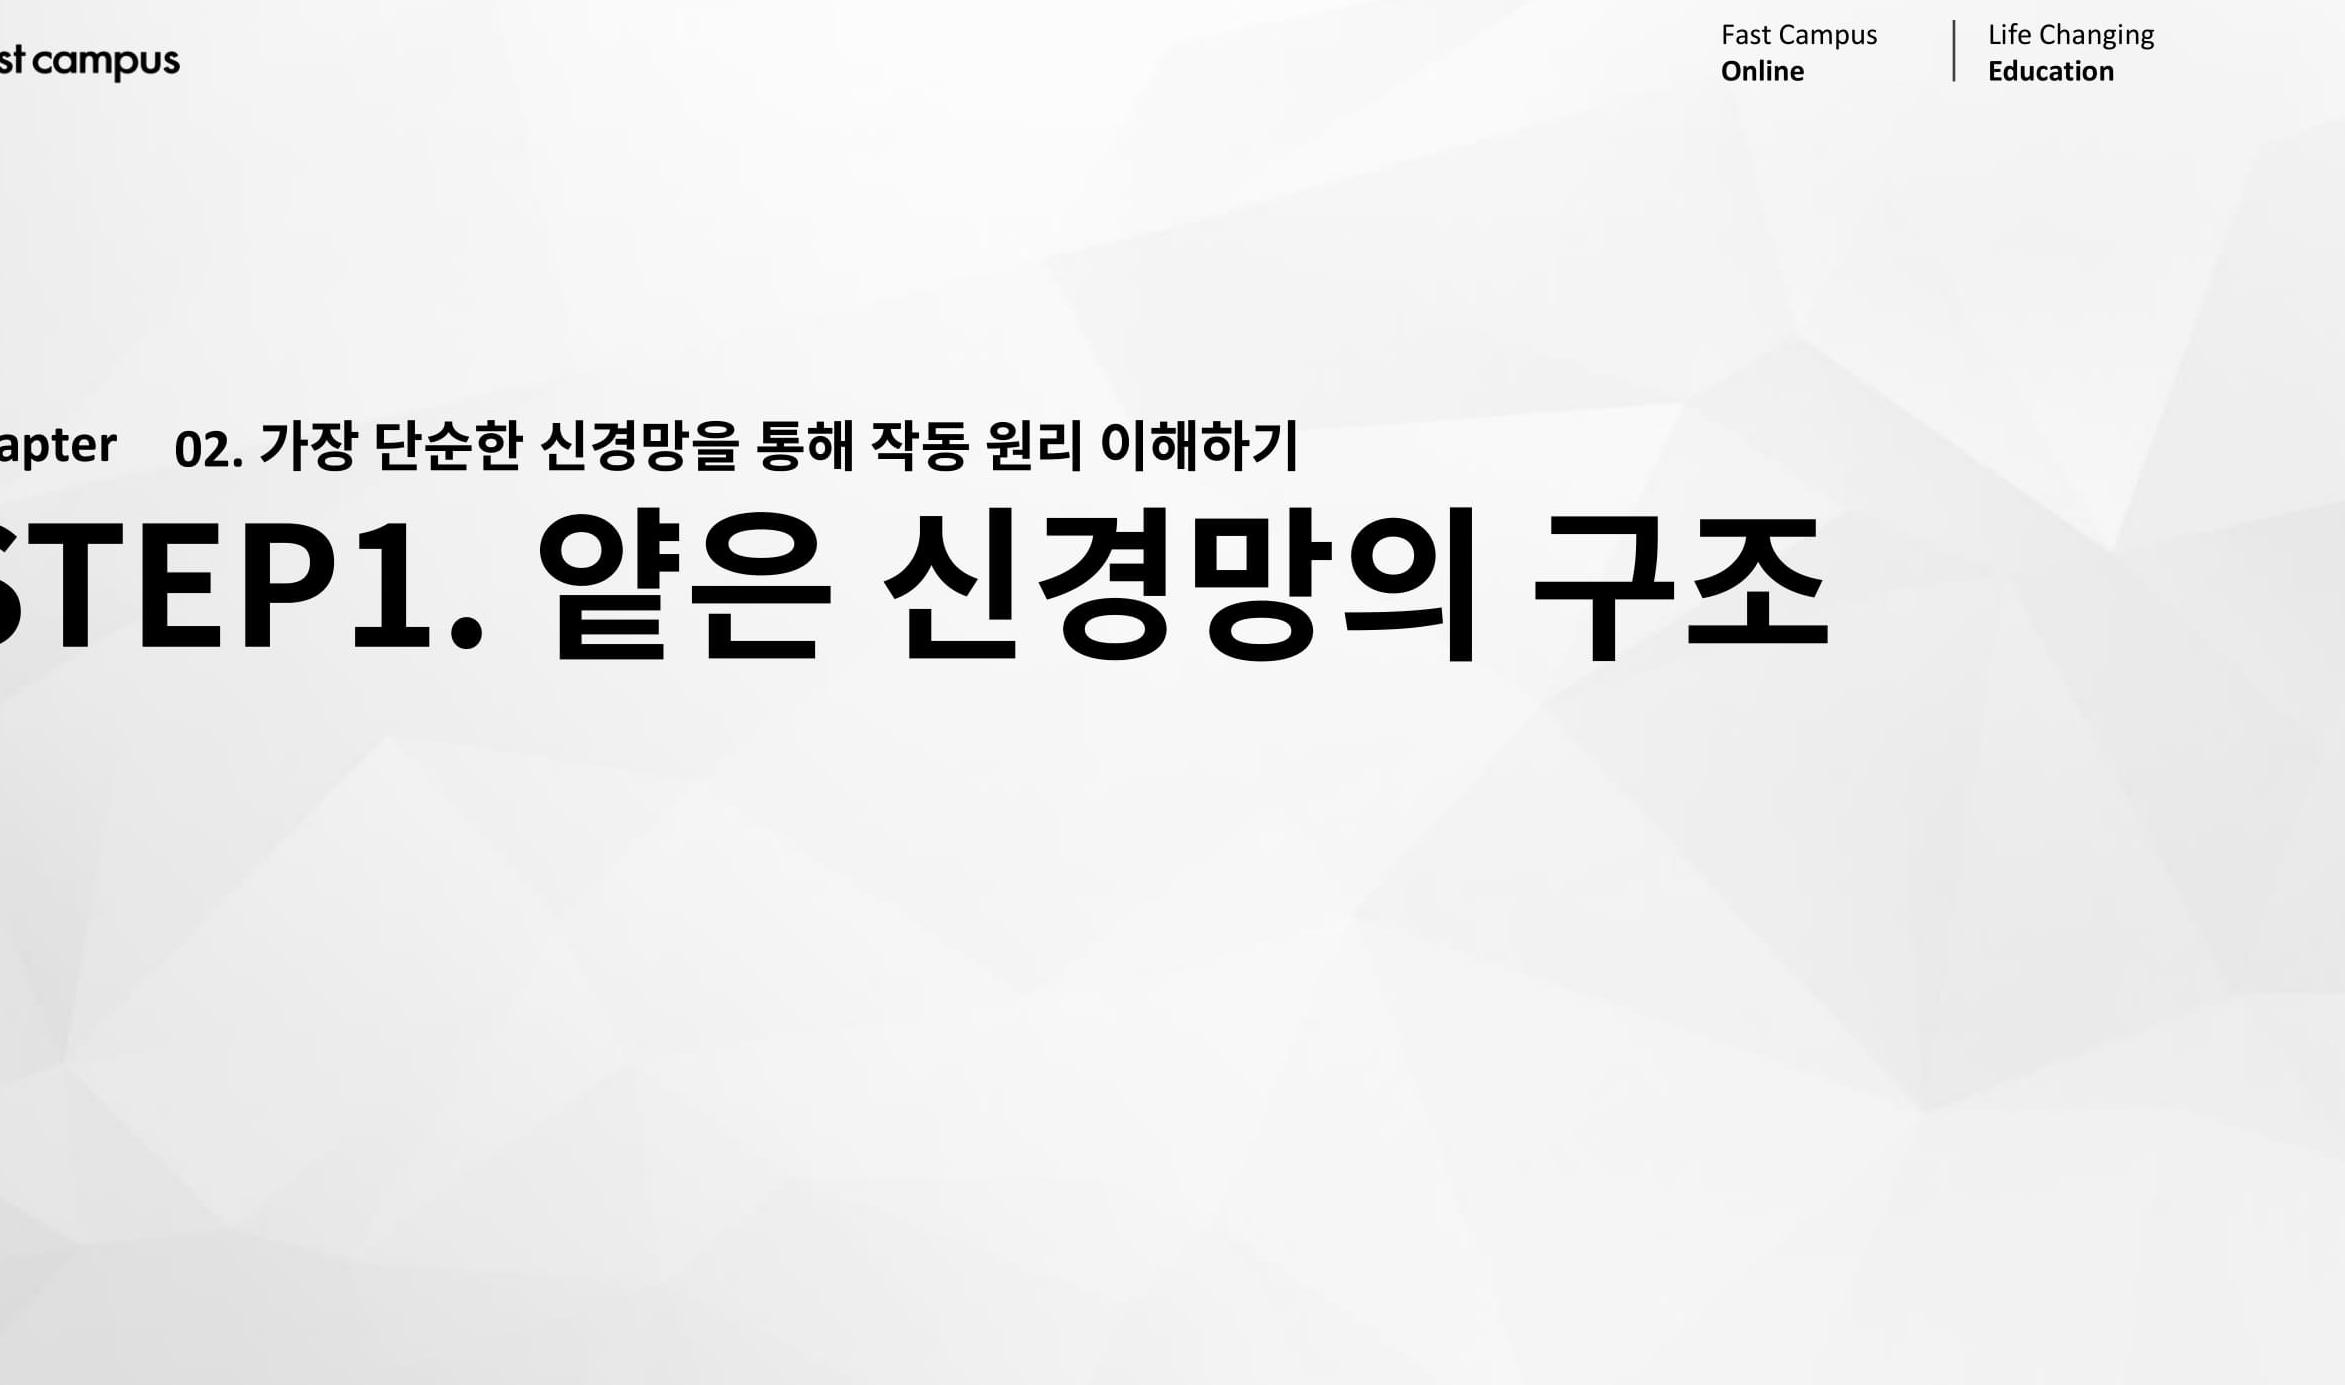 st campus
Fast Campus
Online
Life Changing
Education
apter 02. 가장 단순한 신경망을 통해 작동 원리 이해하기
STEP1. 얕은 신경망의 구조